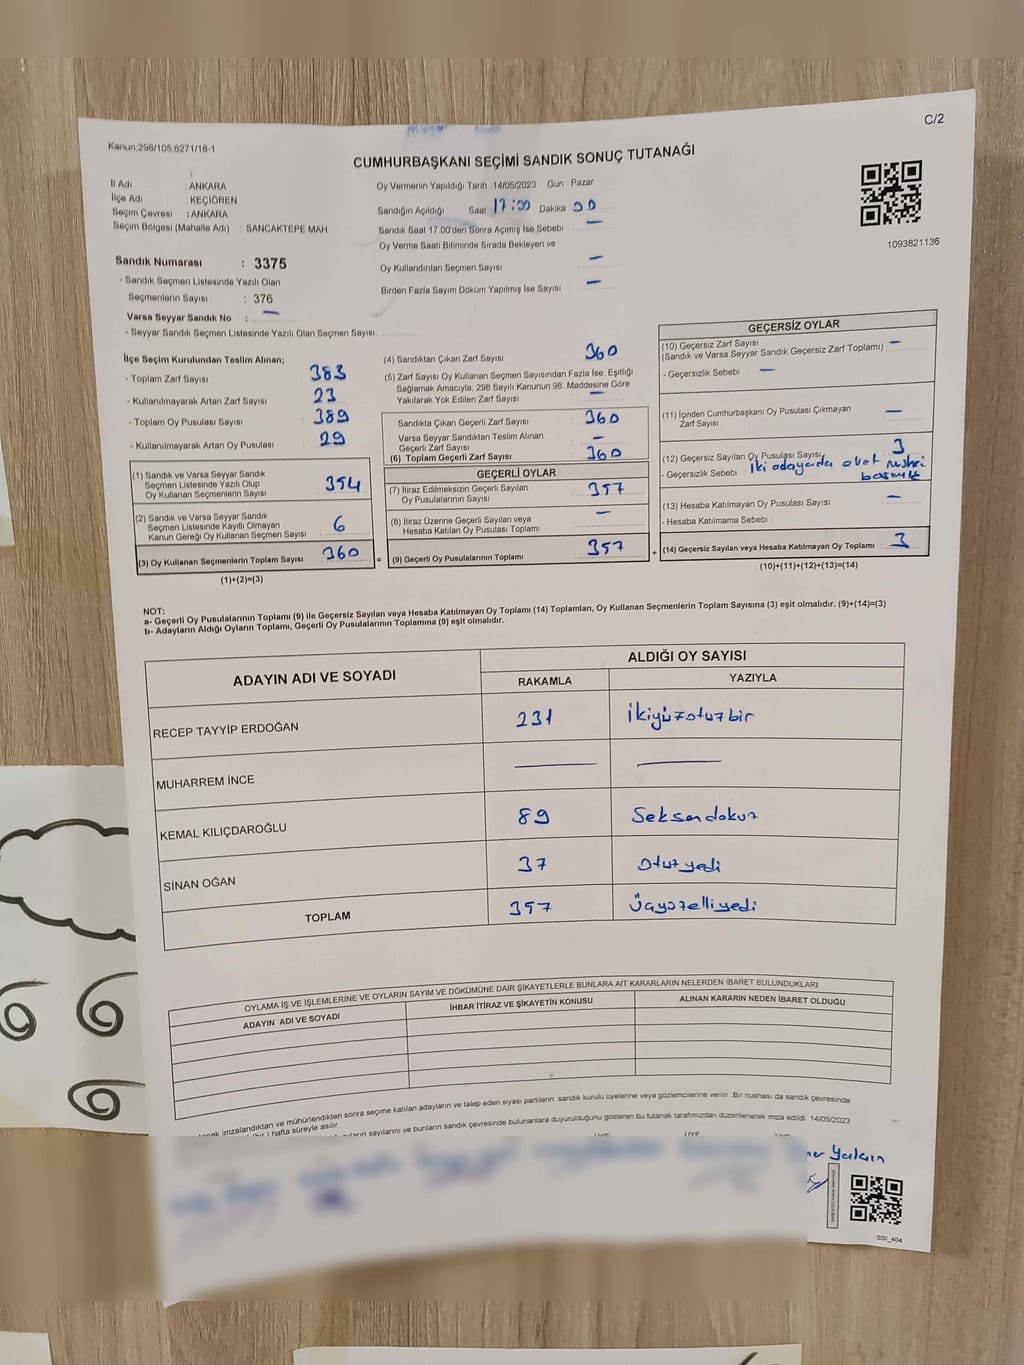 C/2
Kanun;298/105,6271/18-1
CUMHURBAŞKANI SEÇİMİ SANDIK SONUÇ TUTANAĞI
İl Adı : ANKARA
İlçe Adı : KEÇİÖREN
Seçim Çevresi : ANKARA
Seçim Bölgesi (Mahalle Adı) : SANCAKTEPE MAH
Sandık Numarası : 3375
- Sandık Seçmen Listesinde Yazılı Olan
Seçmenlerin Sayısı : 376
Varsa Seyyar Sandık No : —
- Seyyar Sandık Seçmen Listesinde Yazılı Olan Seçmen Sayısı
Oy Vermenin Yapıldığı Tarih 14/05/2023 Gün : Pazar
Sandığın Açıldığı Saat 17:00 Dakika 00
Sandık Saat 17.00'den Sonra Açımış İse Sebebi —
Oy Verme Saati Bitiminde Sırada Bekleyen ve
Oy Kullandırılan Seçmen Sayısı —
Birden Fazla Sayım Döküm Yapılmış İse Sayısı —
1093821136
İlçe Seçim Kurulundan Teslim Alınan;
- Toplam Zarf Sayısı 383
- Kullanılmayarak Artan Zarf Sayısı 23
- Toplam Oy Pusulası Sayısı 389
- Kullanılmayarak Artan Oy Pusulası 29
(1) Sandık ve Varsa Seyyar Sandık
Seçmen Listesinde Yazılı Olup
Oy Kullanan Seçmenlerin Sayısı 354
(2) Sandık ve Varsa Seyyar Sandık
Seçmen Listesinde Kayıtlı Olmayan
Kanun Gereği Oy Kullanan Seçmen Sayısı 6
(3) Oy Kullanan Seçmenlerin Toplam Sayısı 360 =
(1)+(2)=(3)
(4) Sandıktan Çıkan Zarf Sayısı 360
(5) Zarf Sayısı Oy Kullanan Seçmen Sayısından Fazla İse, Eşitliği
Sağlamak Amacıyla, 298 Sayılı Kanunun 98. Maddesine Göre
Yakılarak Yok Edilen Zarf Sayısı —
Sandıkta Çıkan Geçerli Zarf Sayısı 360
Varsa Seyyar Sandıktan Teslim Alınan
Geçerli Zarf Sayısı —
(6) Toplam Geçerli Zarf Sayısı 360
GEÇERLİ OYLAR
(7) İtiraz Edilmeksizin Geçerli Sayılan
Oy Pusulalarının Sayısı 357
(8) İtiraz Üzerine Geçerli Sayılan veya
Hesaba Katılan Oy Pusulası Toplamı —
(9) Geçerli Oy Pusulalarının Toplamı 357 +
GEÇERSİZ OYLAR
(10) Geçersiz Zarf Sayısı
(Sandık ve Varsa Seyyar Sandık Geçersiz Zarf Toplamı) : —
- Geçersizlik Sebebi : —
(11) İçinden Cumhurbaşkanı Oy Pusulası Çıkmayan
Zarf Sayısı —
(12) Geçersiz Sayılan Oy Pusulası Sayısı 3
- Geçersizlik Sebebi : İki adayada evet mühri
basmak
(13) Hesaba Katılmayan Oy Pusulası Sayısı —
- Hesaba Katılmama Sebebi :
(14) Geçersiz Sayılan veya Hesaba Katılmayan Oy Toplamı 3
(10)+(11)+(12)+(13)=(14)
NOT:
a- Geçerli Oy Pusulalarının Toplamı (9) ile Geçersiz Sayılan veya Hesaba Katılmayan Oy Toplamı (14) Toplamları, Oy Kullanan Seçmenlerin Toplam Sayısına (3) eşit olmalıdır. (9)+(14)=(3)
b- Adayların Aldığı Oyların Toplamı, Geçerli Oy Pusulalarının Toplamına (9) eşit olmalıdır.
ADAYIN ADI VE SOYADI
ALDIĞI OY SAYISI
RAKAMLA YAZIYLA
RECEP TAYYİP ERDOĞAN 231 İkiyüzotuzbir
MUHARREM İNCE — —
KEMAL KILIÇDAROĞLU 89 Seksendokuz
SİNAN OĞAN 37 otuzyedi
TOPLAM 357 Üçyüzelliyedi
OYLAMA İŞ VE İŞLEMLERİNE VE OYLARIN SAYIM VE DÖKÜMÜNE DAİR ŞİKAYETLERLE BUNLARA AİT KARARLARIN NELERDEN İBARET BULUNDUKLARI
ADAYIN ADI VE SOYADI İHBAR İTİRAZ VE ŞİKAYETİN KONUSU ALINAN KARARIN NEDEN İBARET OLDUĞU
imzalandıktan ve mühürlendikten sonra seçime katılan adayların ve talep eden siyasi partilerin sandık kurulu üyelerine veya gözlemcilerine verilir .Bir nüshası da sandık çevresinde
hafta süreyle asılır.
sayılarını ve bunların sandık çevresinde bulunanlara duyurulduğunu gösteren bu tutanak tarafımızdan düzenlenerek imza edildi. 14/05/2023
ÜYE ÜYE
Yalçın
SSI_404